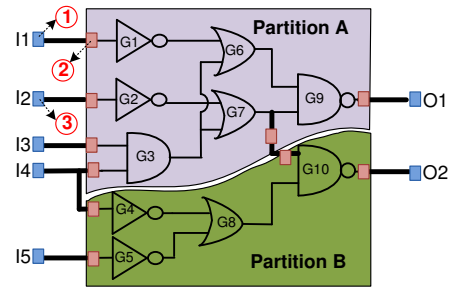 1
Partition A
I1
G1
G6
2
I2
G2
G7
G9
O1
3
I3
G3
I4
G10
O2
G4
G8
I5
G5
Partition B